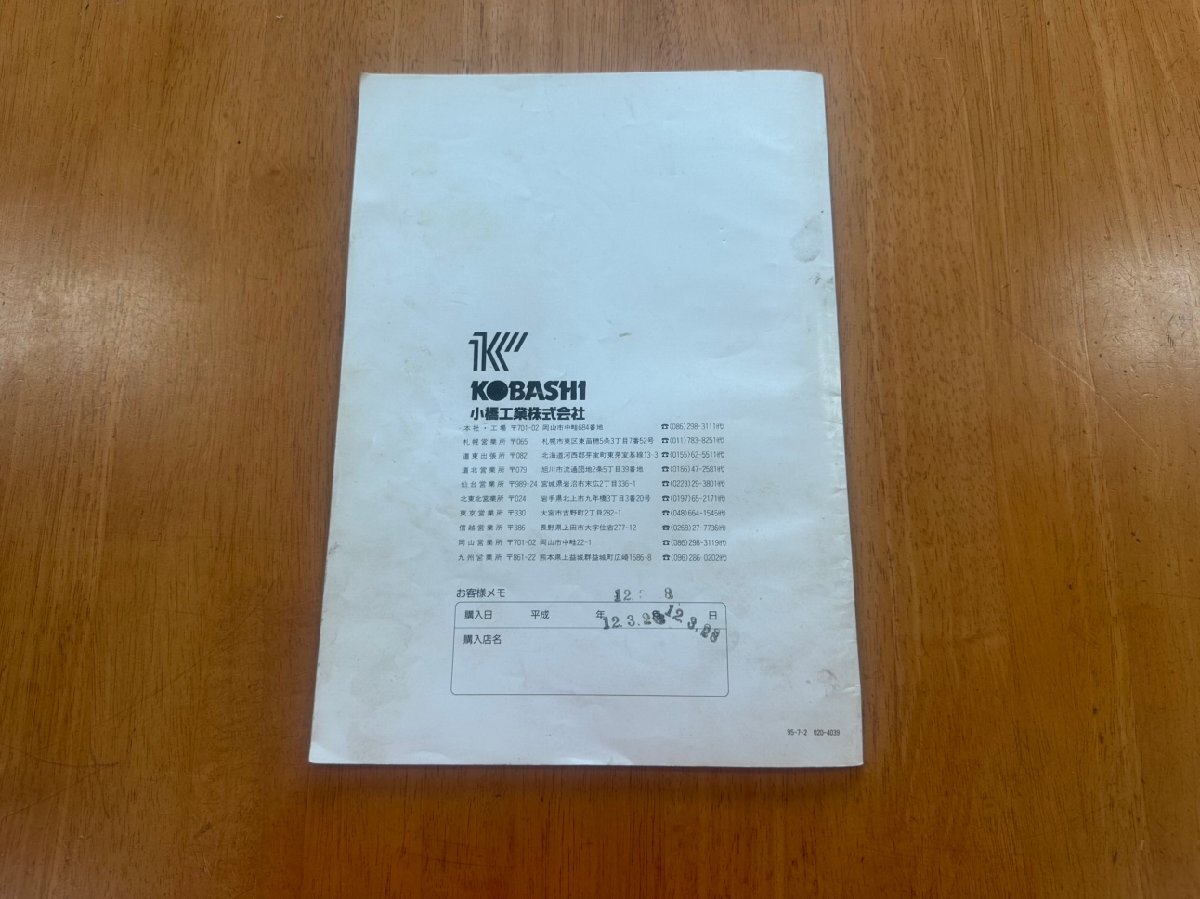 KOBASHI
小橋工業株式会社
本社・工場 〒701-02 岡山市中畦684番地 ☎(086)298-3111代
札幌営業所 〒065 札幌市東区東苗穂5条3丁目7番52号 ☎(011)783-8251代
道東出張所 〒082 北海道河西郡芽室町東芽室基線13-3 ☎(0155)62-5511代
道北営業所 〒079 旭川市流通団地2条5丁目39番地 ☎(0166)47-2581代
仙台営業所 〒989-24 宮城県岩沼市末広2丁目336-1 ☎(0223)29-3801代
北東北営業所 〒024 岩手県北上市九年橋3丁目3番20号 ☎(0197)65-2171代
東京営業所 〒330 大宮市吉野町2丁目282-1 ☎(048)664-1545代
信越営業所 〒386 長野県上田市大字住吉277-12 ☎(0268)27-7736代
岡山営業所 〒701-02 岡山市中畦22-1 ☎(086)298-3119代
九州営業所 〒861-22 熊本県上益城群益城町広崎1586-8 ☎(096)286-0202代
お客様メモ
購入日 平成 年 日
12.3.28
12.3.28
購入店名
95-7-2 120-4039